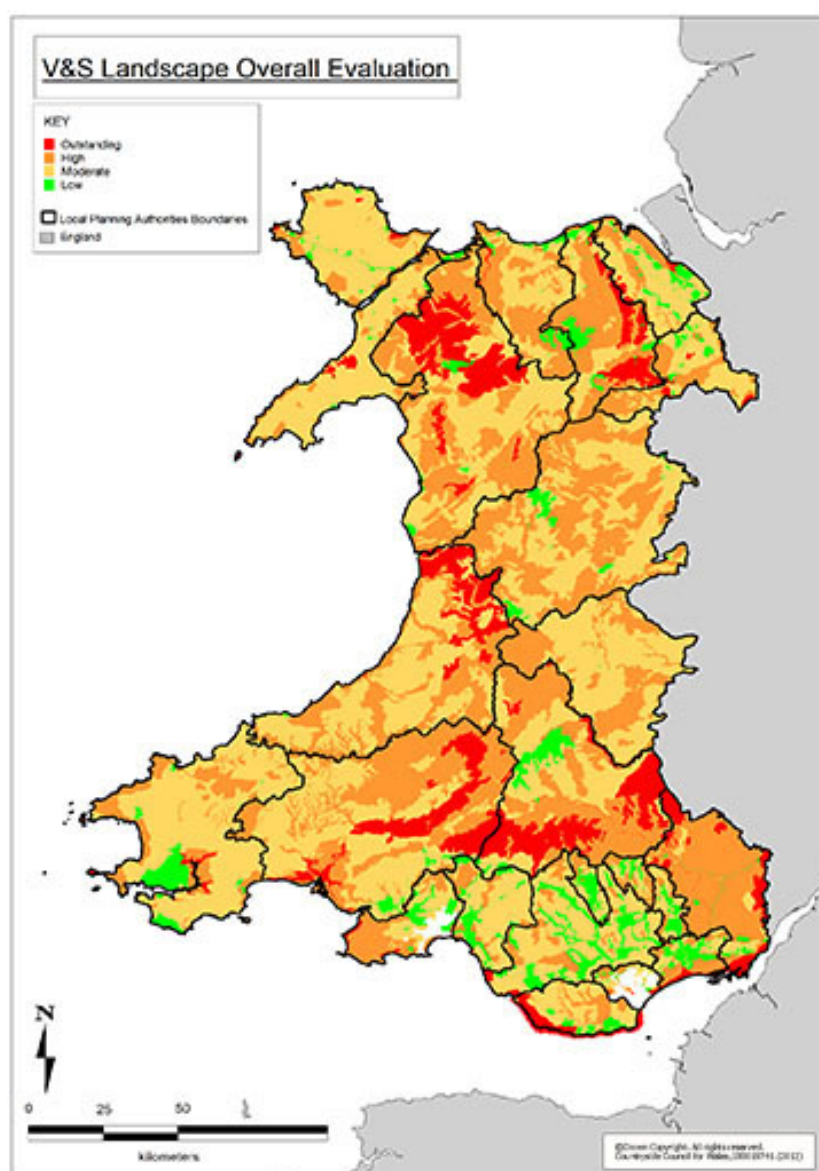 V&S Landscape Overall Evaluation
KEY
Outstanding
High
Moderate
Low
Local Planning Authorities Boundaries
England
N
0 25 50
kilometers
©Crown Copyright. All rights reserved.
Countryside Council for Wales, (2012)